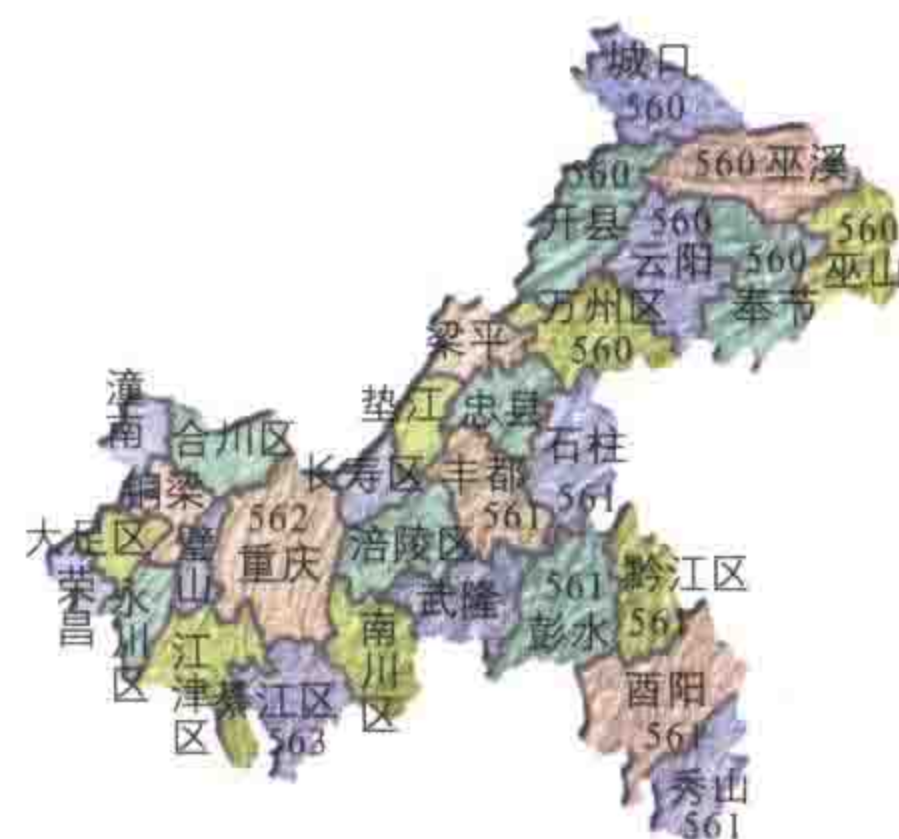 城口
560
560
开县
560 巫溪
560
云阳
560
奉节
560
巫山
万州区
560
梁平
垫江
忠县
石柱
561
潼南
合川区
长寿区
丰都
561
铜梁
562
重庆
涪陵区
大足区
璧山
荣昌
永川区
武隆
561
彭水
黔江区
561
江津区
綦江区
563
南川区
酉阳
561
秀山
561